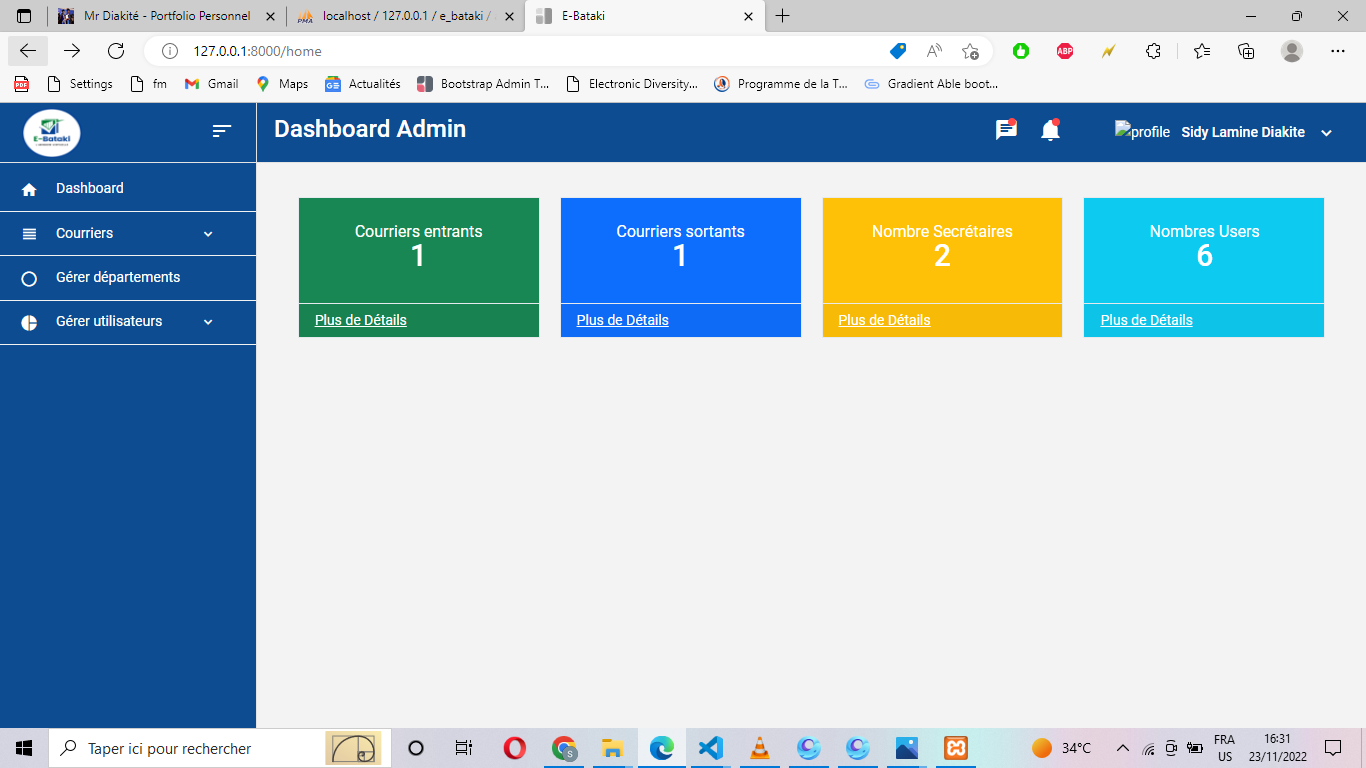 Mr Diakité - Portfolio Personnel
localhost / 127.0.0.1 / e_bataki /
E-Bataki
127.0.0.1:8000/home
Settings
fm
Gmail
Maps
Actualités
Bootstrap Admin T...
Electronic Diversity...
Programme de la T...
Gradient Able boot...
E-Bataki
Dashboard Admin
profile
Sidy Lamine Diakite
Dashboard
Courriers
Gérer départements
Gérer utilisateurs
Courriers entrants
1
Plus de Détails
Courriers sortants
1
Plus de Détails
Nombre Secrétaires
2
Plus de Détails
Nombres Users
6
Plus de Détails
Taper ici pour rechercher
34°C
FRA
US
16:31
23/11/2022